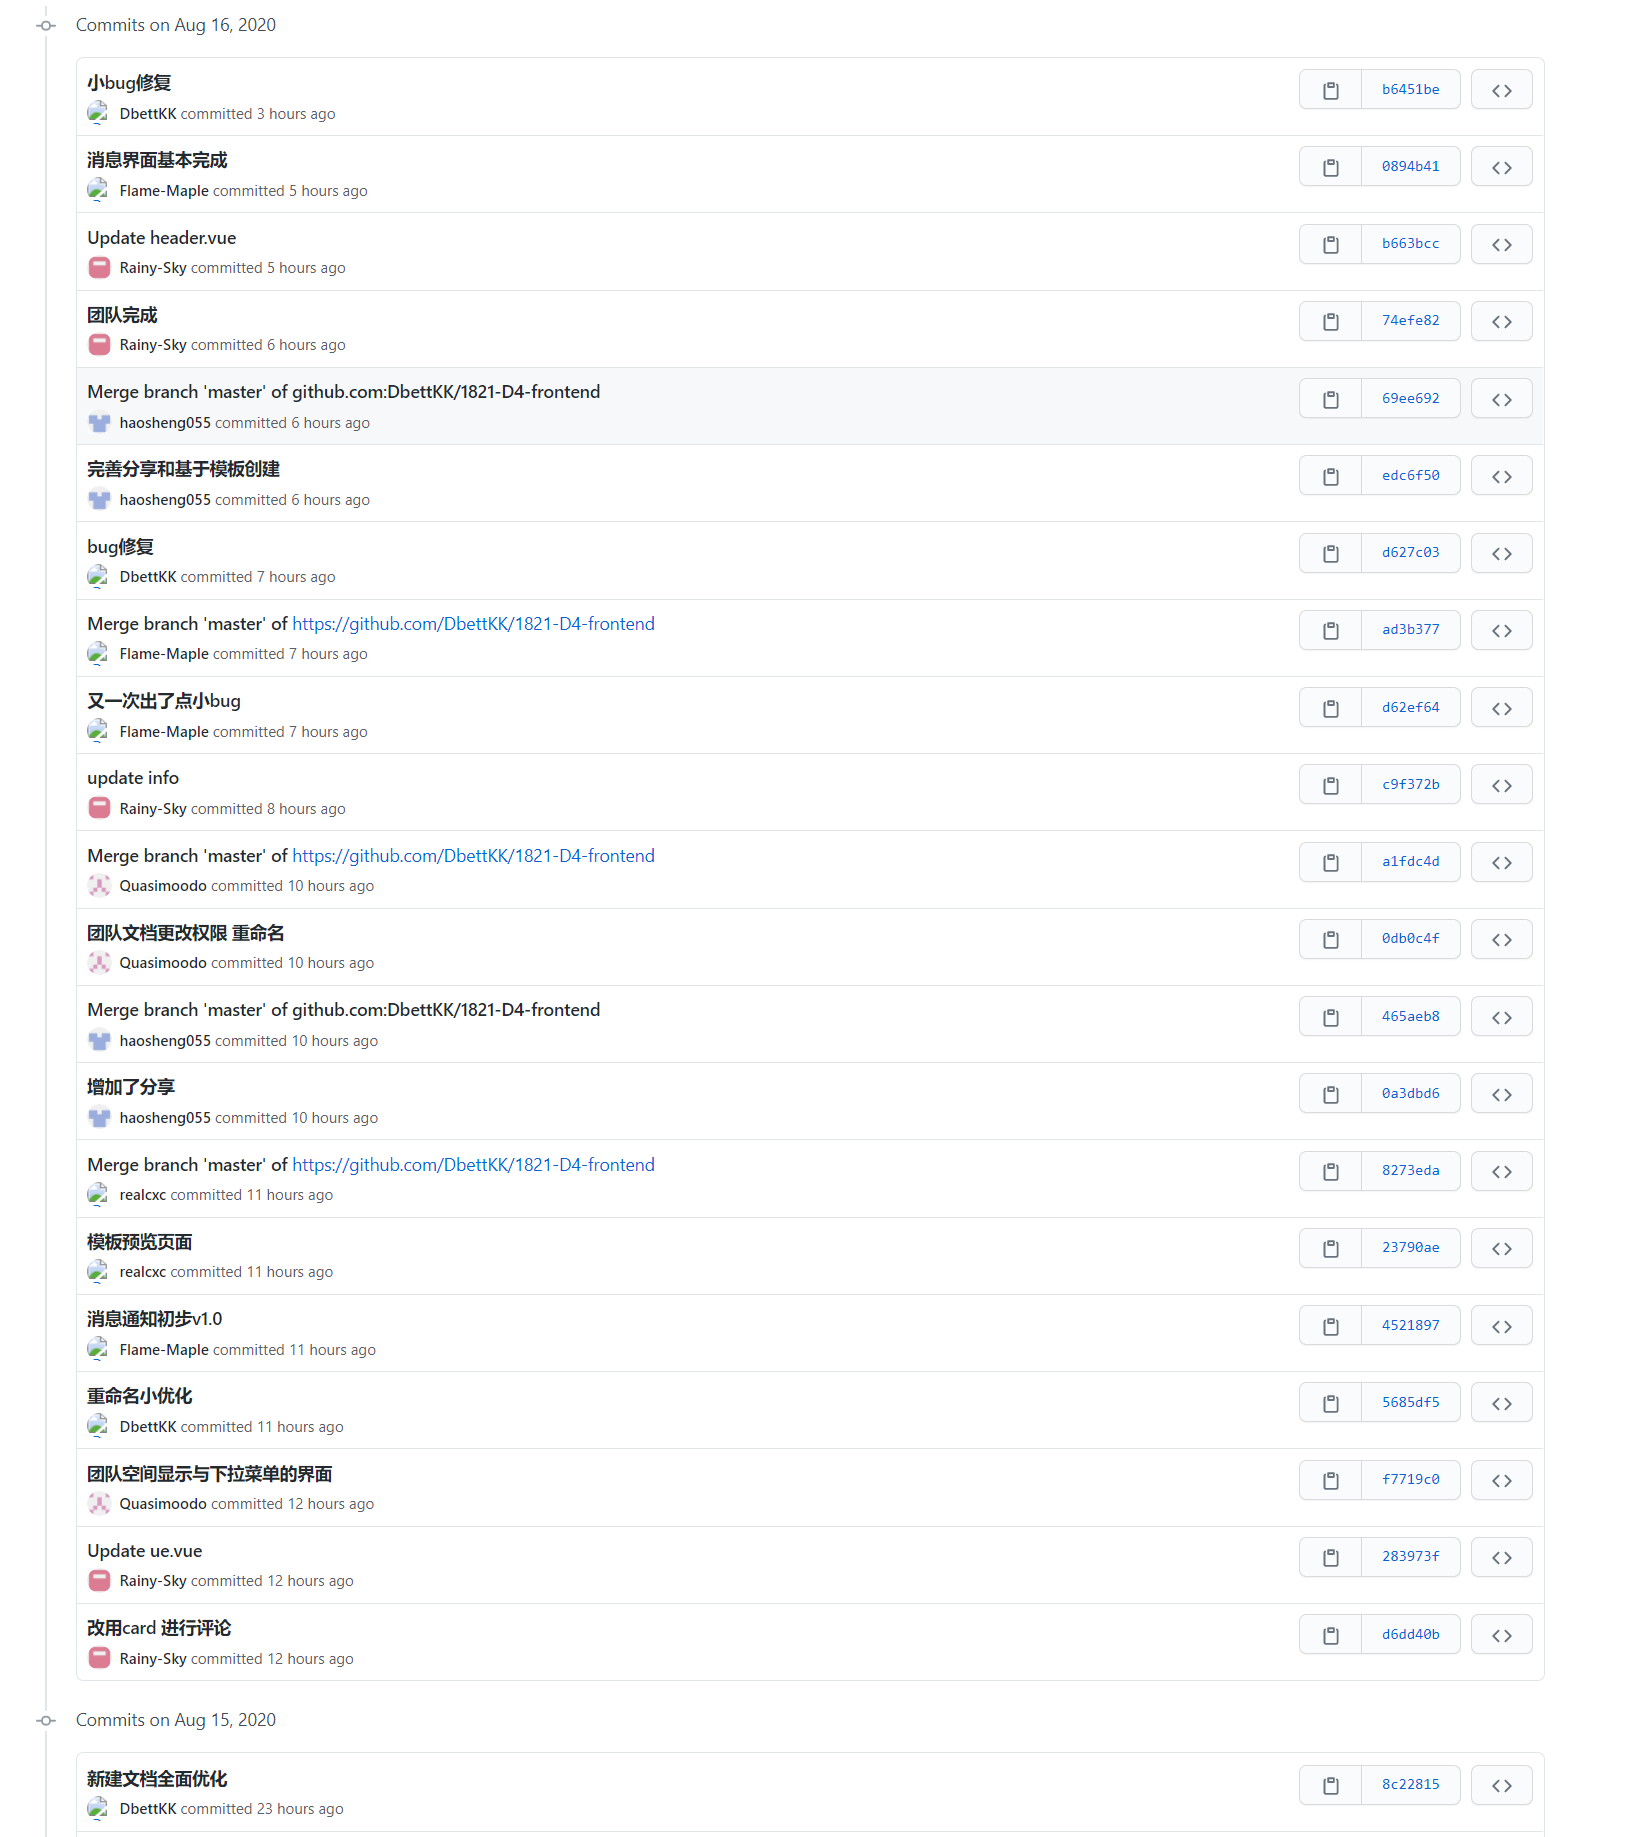 Commits on Aug 16, 2020
小bug修复
b6451be
DbettKK committed 3 hours ago
消息界面基本完成
0894b41
Flame-Maple committed 5 hours ago
Update header.vue
b663bcc
Rainy-Sky committed 5 hours ago
团队完成
74efe82
Rainy-Sky committed 6 hours ago
Merge branch 'master' of github.com:DbettKK/1821-D4-frontend
69ee692
haosheng055 committed 6 hours ago
完善分享和基于模板创建
edc6f50
haosheng055 committed 6 hours ago
bug修复
d627c03
DbettKK committed 7 hours ago
Merge branch 'master' of https://github.com/DbettKK/1821-D4-frontend
ad3b377
Flame-Maple committed 7 hours ago
又一次出了点小bug
d62ef64
Flame-Maple committed 7 hours ago
update info
c9f372b
Rainy-Sky committed 8 hours ago
Merge branch 'master' of https://github.com/DbettKK/1821-D4-frontend
a1fdc4d
Quasimoodo committed 10 hours ago
团队文档更改权限 重命名
0db0c4f
Quasimoodo committed 10 hours ago
Merge branch 'master' of github.com:DbettKK/1821-D4-frontend
465aeb8
haosheng055 committed 10 hours ago
增加了分享
0a3dbd6
haosheng055 committed 10 hours ago
Merge branch 'master' of https://github.com/DbettKK/1821-D4-frontend
8273eda
realcxc committed 11 hours ago
模板预览页面
23790ae
realcxc committed 11 hours ago
消息通知初步v1.0
4521897
Flame-Maple committed 11 hours ago
重命名小优化
5685df5
DbettKK committed 11 hours ago
团队空间显示与下拉菜单的界面
f7719c0
Quasimoodo committed 12 hours ago
Update ue.vue
283973f
Rainy-Sky committed 12 hours ago
改用card 进行评论
d6dd40b
Rainy-Sky committed 12 hours ago
Commits on Aug 15, 2020
新建文档全面优化
8c22815
DbettKK committed 23 hours ago